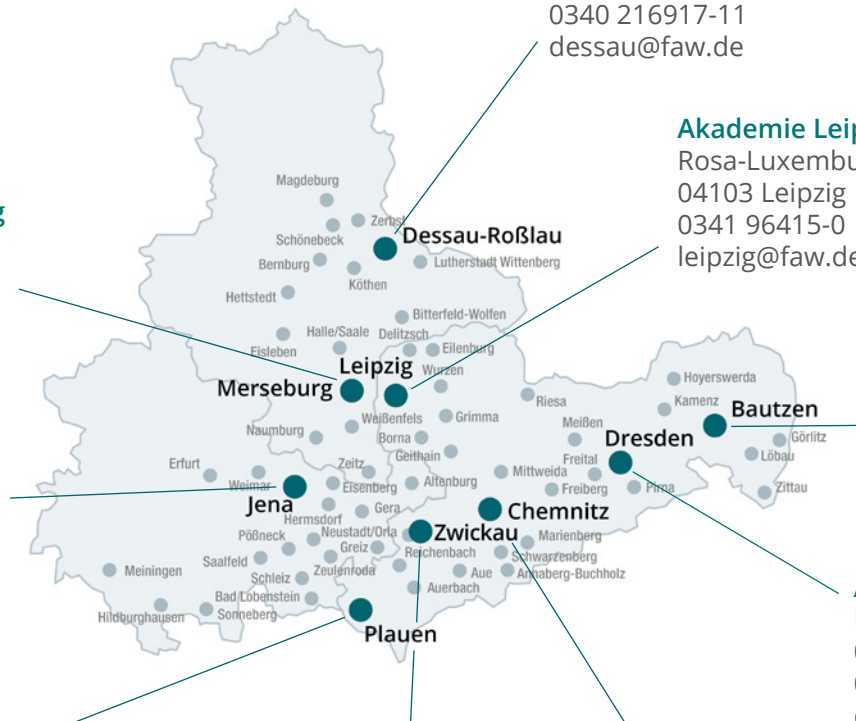 0340 216917-11
dessau@faw.de
Akademie Leip
Rosa-Luxembu
04103 Leipzig
0341 96415-0
leipzig@faw.de
g
Magdeburg
Zerbst
Schönebeck
Dessau-Roßlau
Bernburg
Lutherstadt Wittenberg
Köthen
Hettstedt
Bitterfeld-Wolfen
Halle/Saale
Delitzsch
Eisleben
Eilenburg
Leipzig
Wurzen
Merseburg
Hoyerswerda
Riesa
Kamenz
Bautzen
Weißenfels
Grimma
Meißen
Naumburg
Borna
Dresden
Görlitz
Geithain
Löbau
Erfurt
Zeitz
Freital
Weimar
Eisenberg
Altenburg
Mittweida
Freiberg
Pirna
Zittau
Jena
Hermsdorf
Gera
Chemnitz
Pößneck
Neustadt/Orla
Zwickau
Marienberg
Saalfeld
Greiz
Reichenbach
Schwarzenberg
Meiningen
Schleiz
Zeulenroda
Aue
Annaberg-Buchholz
Auerbach
Bad Lobenstein
Hildburghausen
Sonneberg
Plauen